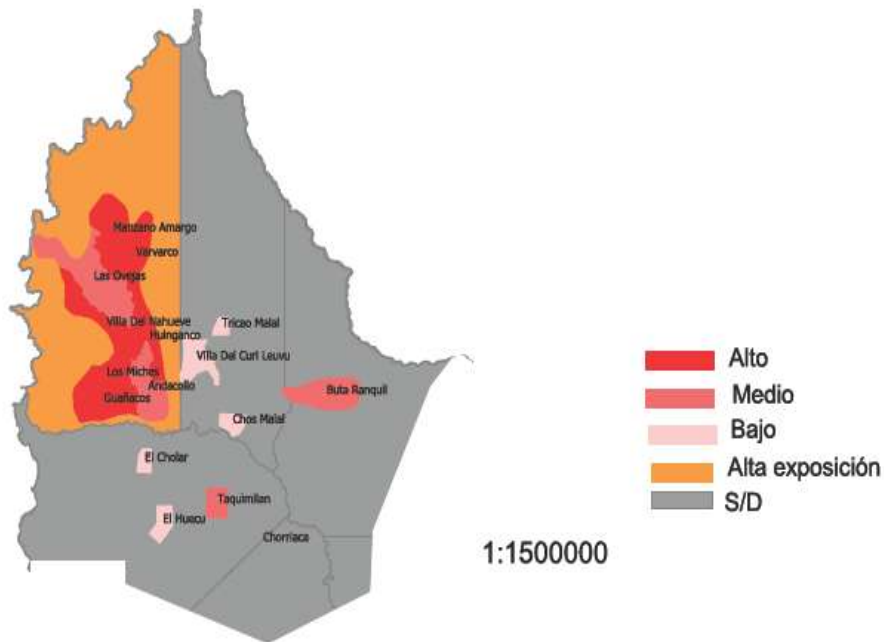 Manzano Amargo
Varvarco
Las Ovejas
Villa Del Nahueve
Huinganco
Tricao Malal
Villa Del Curi Leuvu
Los Miches
Andacollo
Guañacos
Buta Ranquil
Chos Malal
El Cholar
Taquimilan
El Huecu
Chorriaca
Alto
Medio
Bajo
Alta exposición
S/D
1:1500000